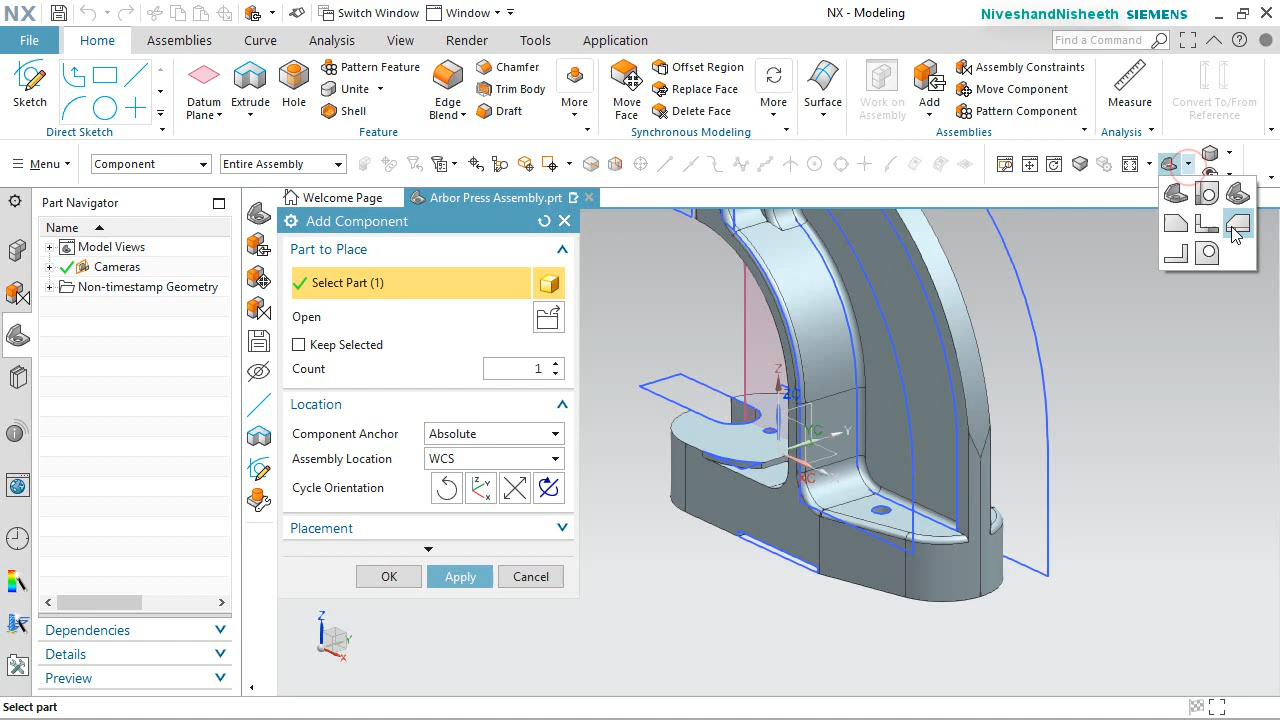 NX
Switch Window
Window
NX - Modeling
NiveshandNisheeth SIEMENS
File
Home
Assemblies
Curve
Analysis
View
Render
Tools
Application
Find a Command
Sketch
Direct Sketch
Datum Plane
Extrude
Hole
Pattern Feature
Unite
Shell
Edge Blend
Chamfer
Trim Body
Draft
More
Feature
Move Face
Offset Region
Replace Face
Delete Face
More
Synchronous Modeling
Surface
Work on Assembly
Add
Assembly Constraints
Move Component
Pattern Component
Assemblies
Measure
Analysis
Convert To/From Reference
Menu
Component
Entire Assembly
Part Navigator
Name
Model Views
Cameras
Non-timestamp Geometry
Dependencies
Details
Preview
Welcome Page
Arbor Press Assembly.prt
Add Component
Part to Place
Select Part (1)
Open
Keep Selected
Count
1
Location
Component Anchor
Absolute
Assembly Location
WCS
Cycle Orientation
Placement
OK
Apply
Cancel
Z
ZC
YC
Y
XC
Z
Y
X
Select part